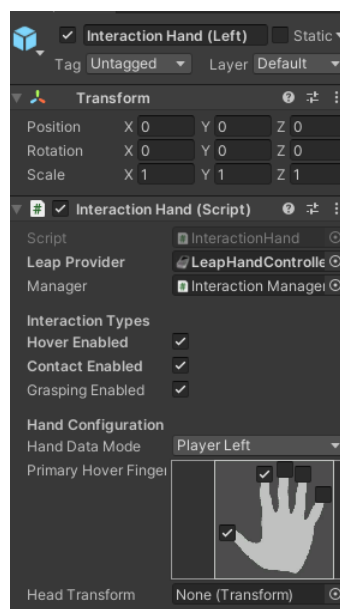 Interaction Hand (Left) Static
Tag Untagged Layer Default
Transform
Position X 0 Y 0 Z 0
Rotation X 0 Y 0 Z 0
Scale X 1 Y 1 Z 1
# Interaction Hand (Script)
Script # InteractionHand
Leap Provider LeapHandControlle
Manager # Interaction Manager
Interaction Types
Hover Enabled
Contact Enabled
Grasping Enabled
Hand Configuration
Hand Data Mode Player Left
Primary Hover Finger
Head Transform None (Transform)